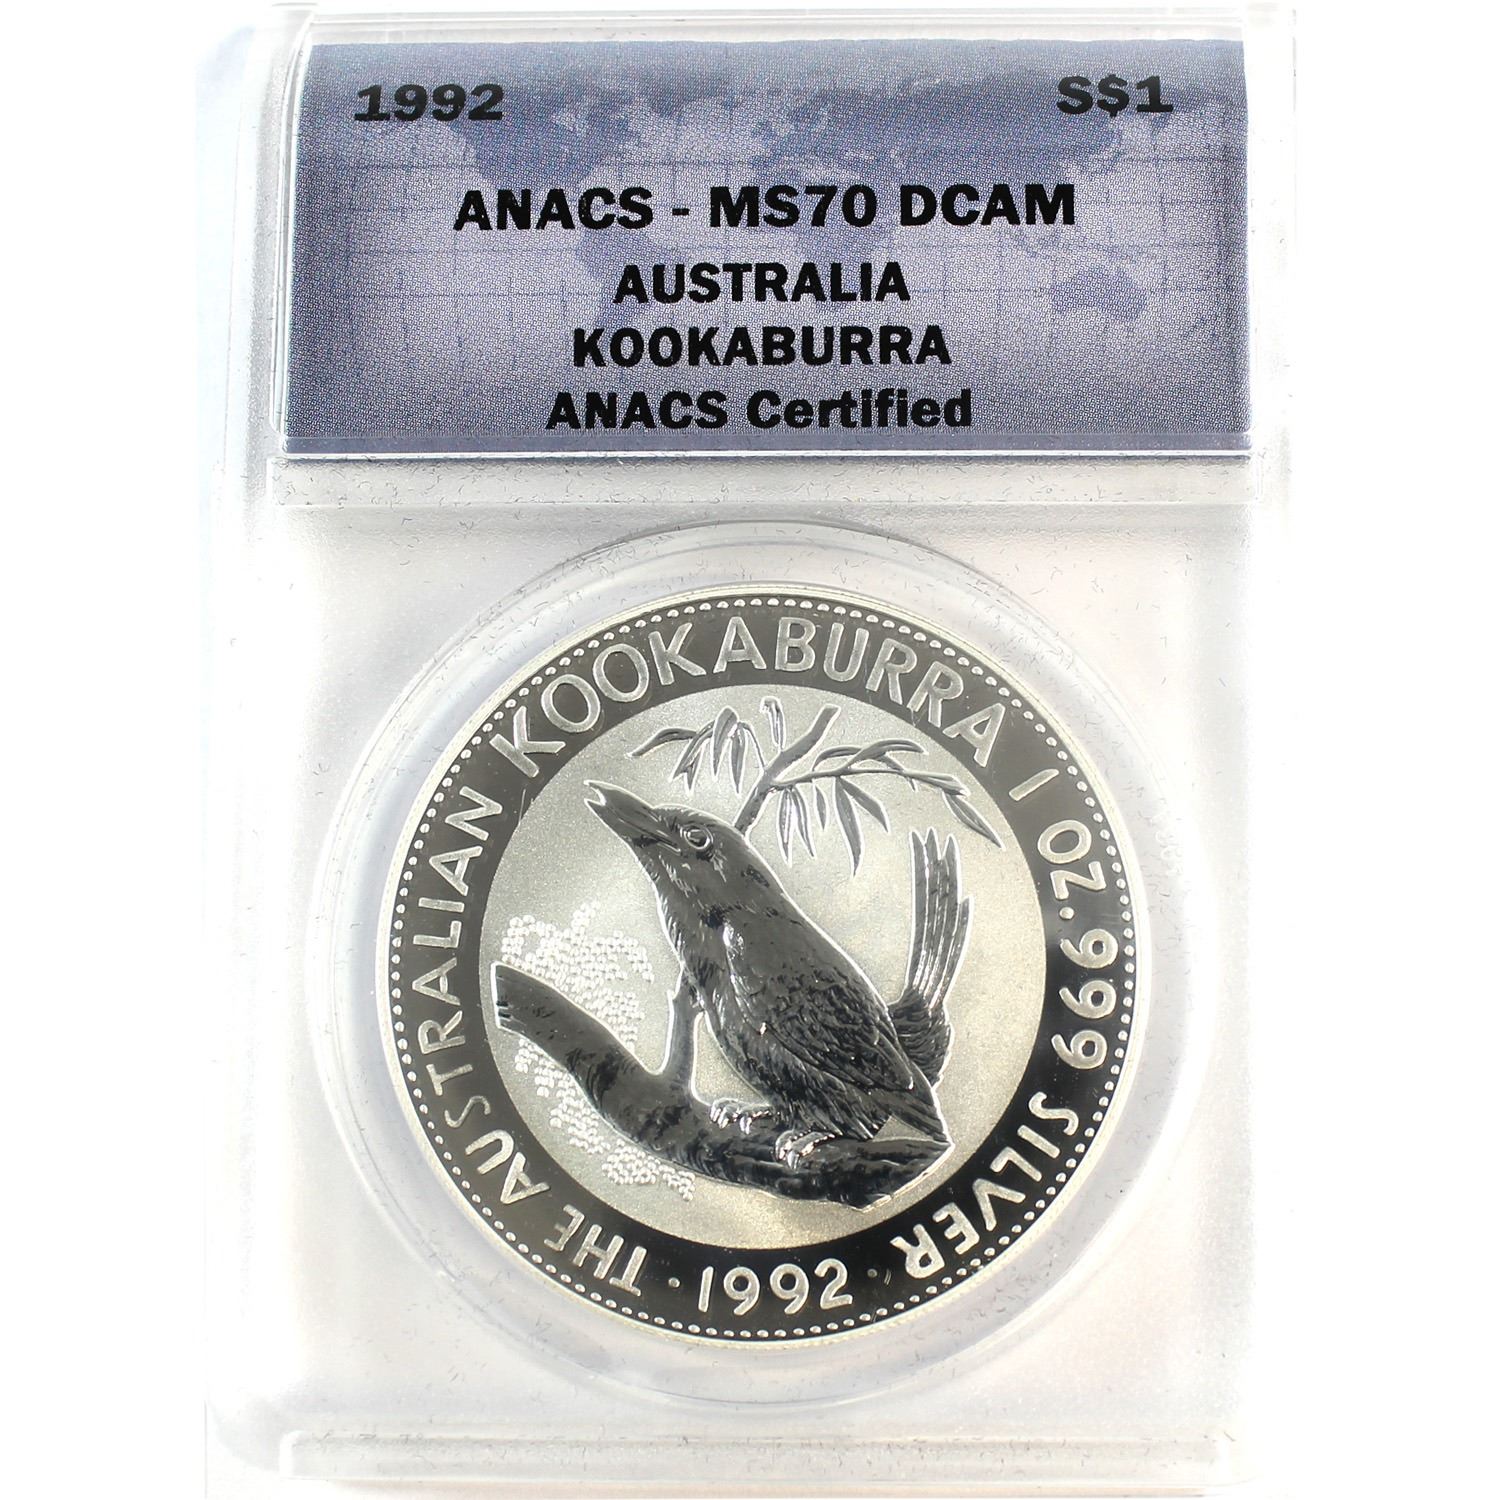 1992 S$1
ANACS - MS70 DCAM
AUSTRALIA
KOOKABURRA
ANACS Certified
THE AUSTRALIAN KOOKABURRA 1 OZ. 999 SILVER
· 1992 ·